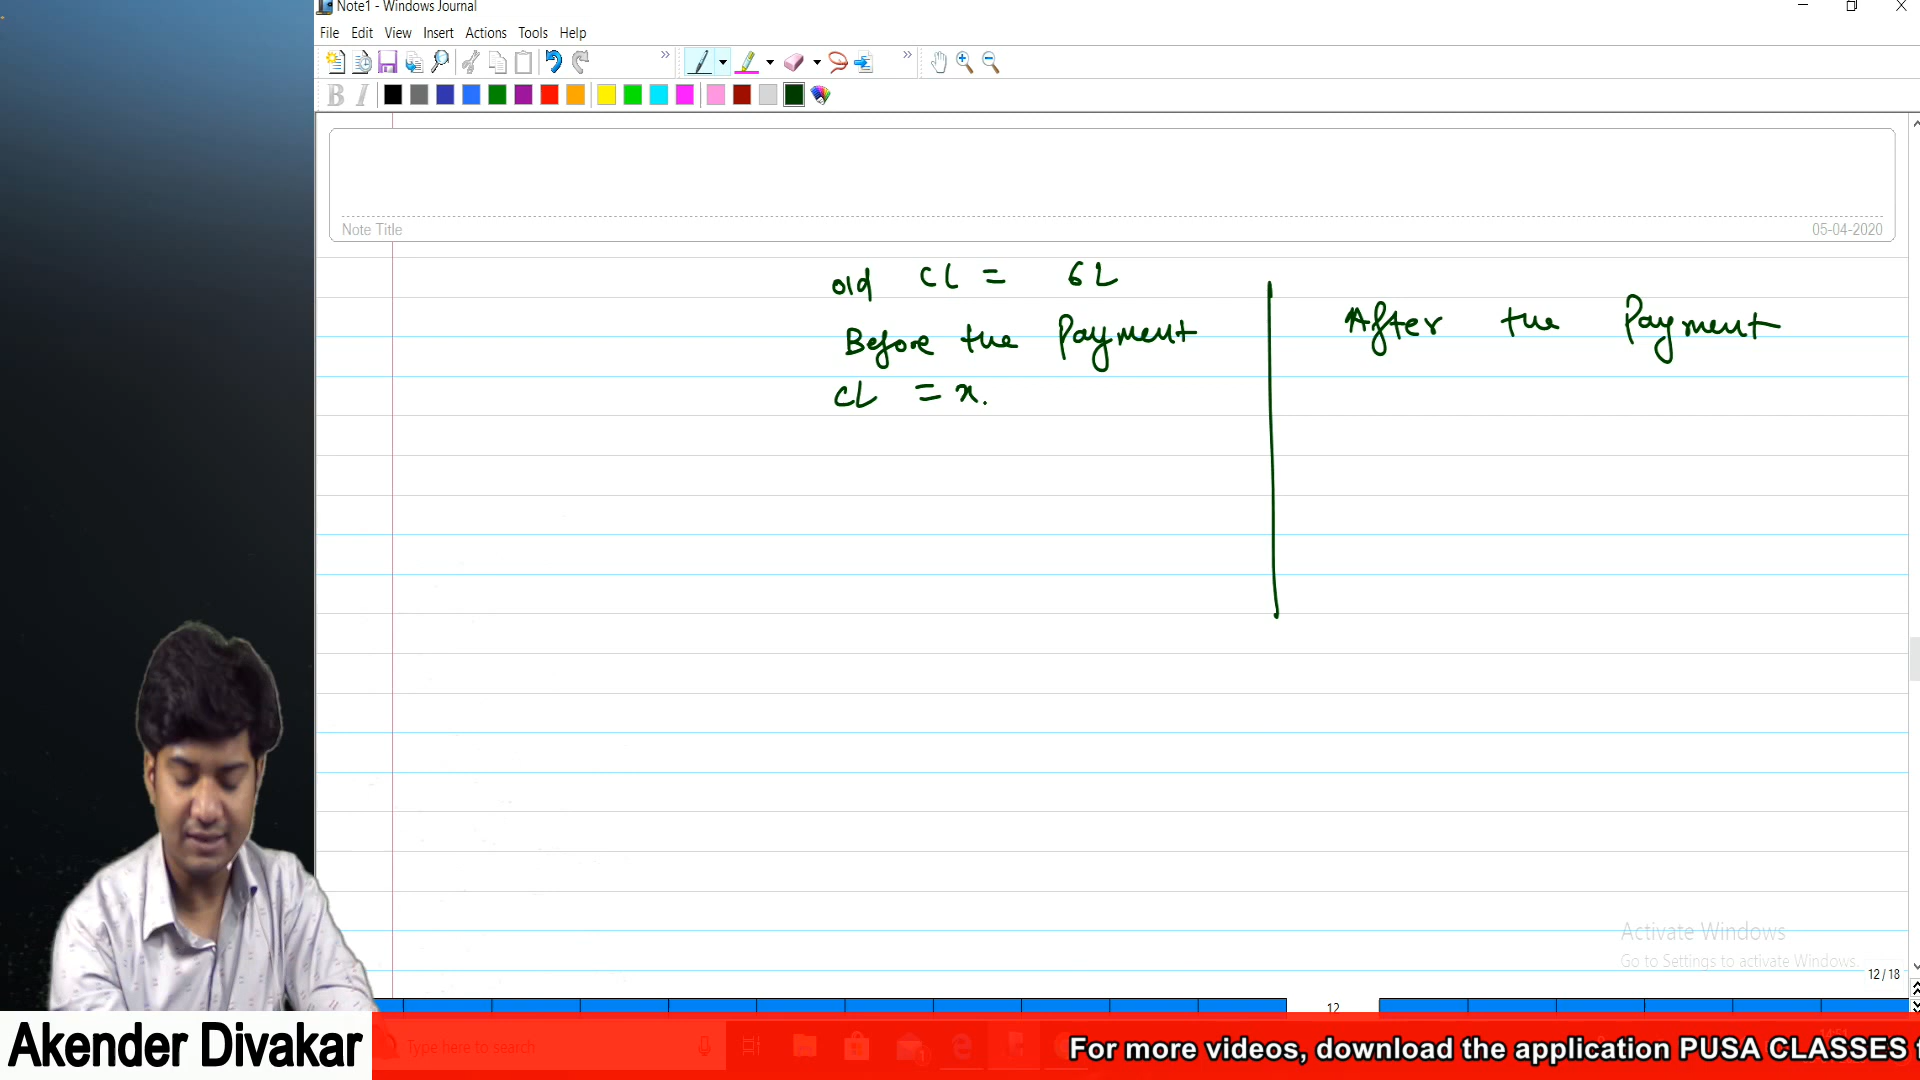 Note1 - Windows Journal
File Edit View Insert Actions Tools Help
B I
Note Title
05-04-2020
old CL = 6L
Before the Payment
CL = x.
After the Payment
Activate Windows
Go to Settings to activate Windows.
12 / 18
12
Type here to search
Akender Divakar
For more videos, download the application PUSA CLASSES f